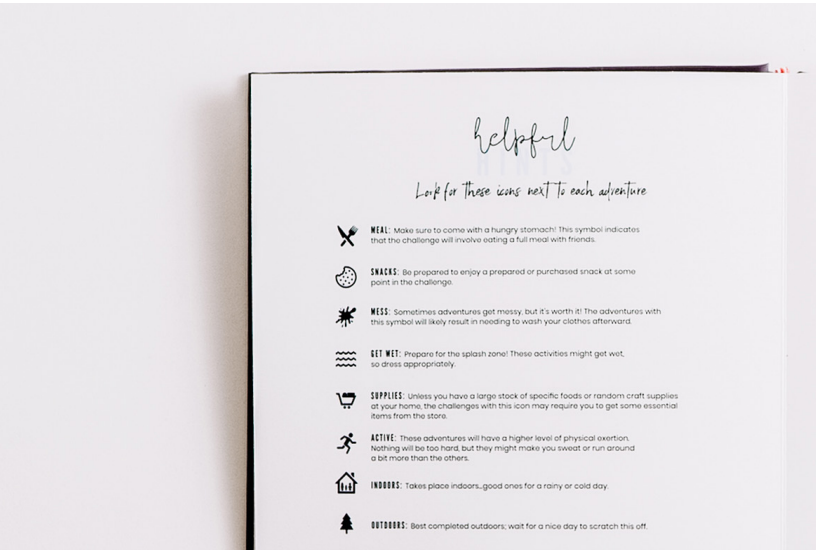 helpful
HINTS
Look for these icons next to each adventure
MEAL: Make sure to come with a hungry stomach! This symbol indicates
that the challenge will involve eating a full meal with friends.
SNACKS: Be prepared to enjoy a prepared or purchased snack at some
point in the challenge.
MESS: Sometimes adventures get messy, but it's worth it! The adventures with
this symbol will likely result in needing to wash your clothes afterward.
GET WET: Prepare for the splash zone! These activities might get wet,
so dress appropriately.
SUPPLIES: Unless you have a large stock of specific foods or random craft supplies
at your home, the challenges with this icon may require you to get some essential
items from the store.
ACTIVE: These adventures will have a higher level of physical exertion.
Nothing will be too hard, but they might make you sweat or run around
a bit more than the others.
INDOORS: Takes place indoors...good ones for a rainy or cold day.
OUTDOORS: Best completed outdoors; wait for a nice day to scratch this off.